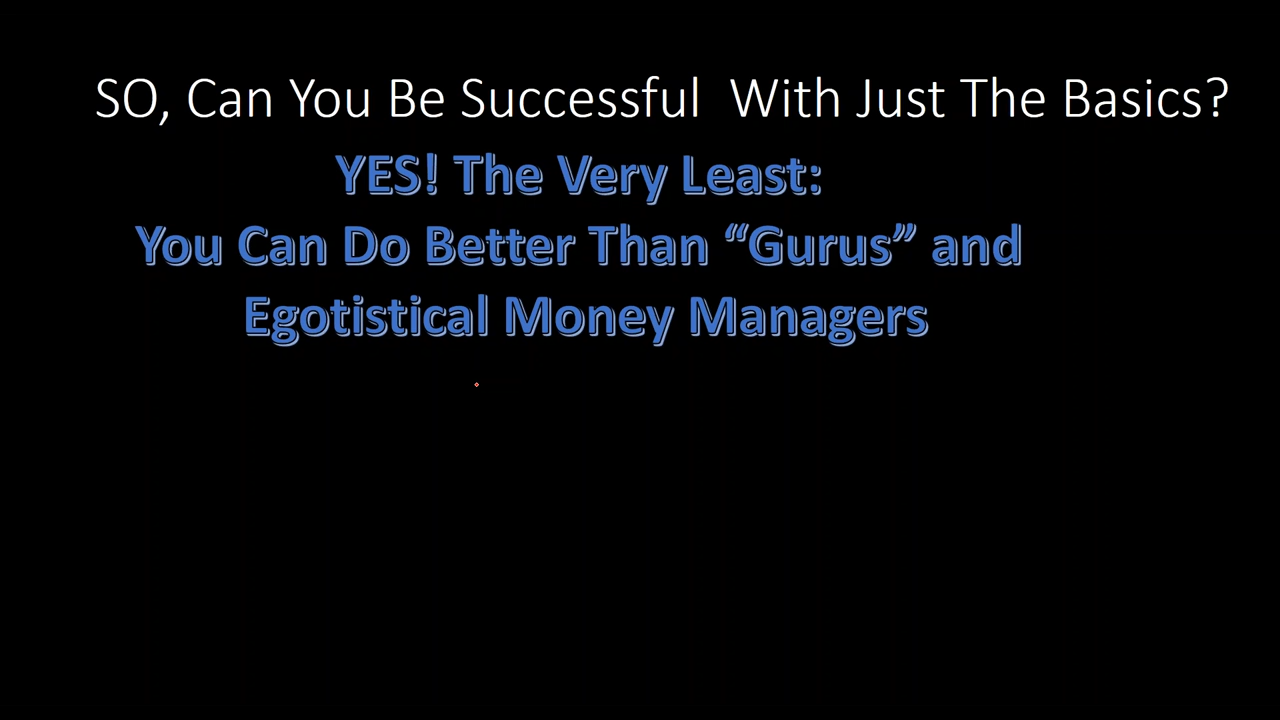 SO, Can You Be Successful  With Just The Basics?
YES! The Very Least:
You Can Do Better Than “Gurus” and
Egotistical Money Managers